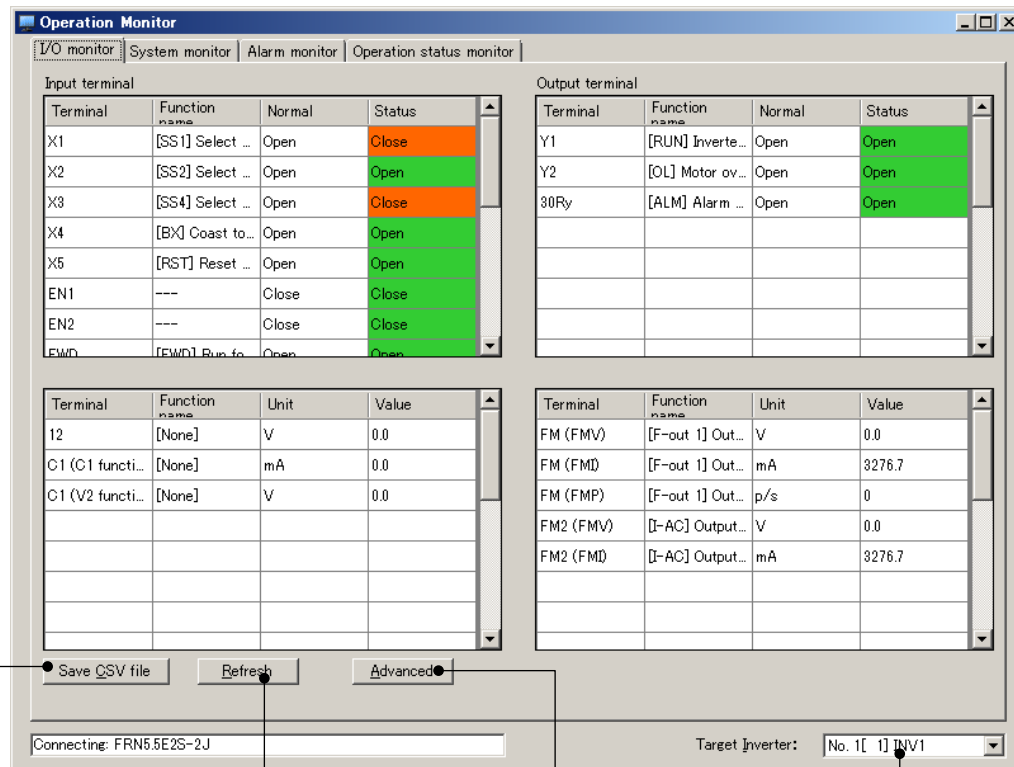 Operation Monitor
I/O monitor System monitor Alarm monitor Operation status monitor
Input terminal
Terminal Function name Normal Status
X1 [SS1] Select ... Open Close
X2 [SS2] Select ... Open Open
X3 [SS4] Select ... Open Close
X4 [BX] Coast to... Open Open
X5 [RST] Reset ... Open Open
EN1 --- Close Close
EN2 --- Close Close
FWD [FWD] Run fo... Open Open
Output terminal
Terminal Function name Normal Status
Y1 [RUN] Inverte... Open Open
Y2 [OL] Motor ov... Open Open
30Ry [ALM] Alarm ... Open Open
Terminal Function name Unit Value
12 [None] V 0.0
C1 (C1 functi... [None] mA 0.0
C1 (V2 functi... [None] V 0.0
Terminal Function name Unit Value
FM (FMV) [F-out 1] Out... V 0.0
FM (FMI) [F-out 1] Out... mA 3276.7
FM (FMP) [F-out 1] Out... p/s 0
FM2 (FMV) [I-AC] Output... V 0.0
FM2 (FMI) [I-AC] Output... mA 3276.7
Save CSV file Refresh Advanced
Connecting: FRN5.5E2S-2J
Target Inverter: No. 1[ 1] INV1